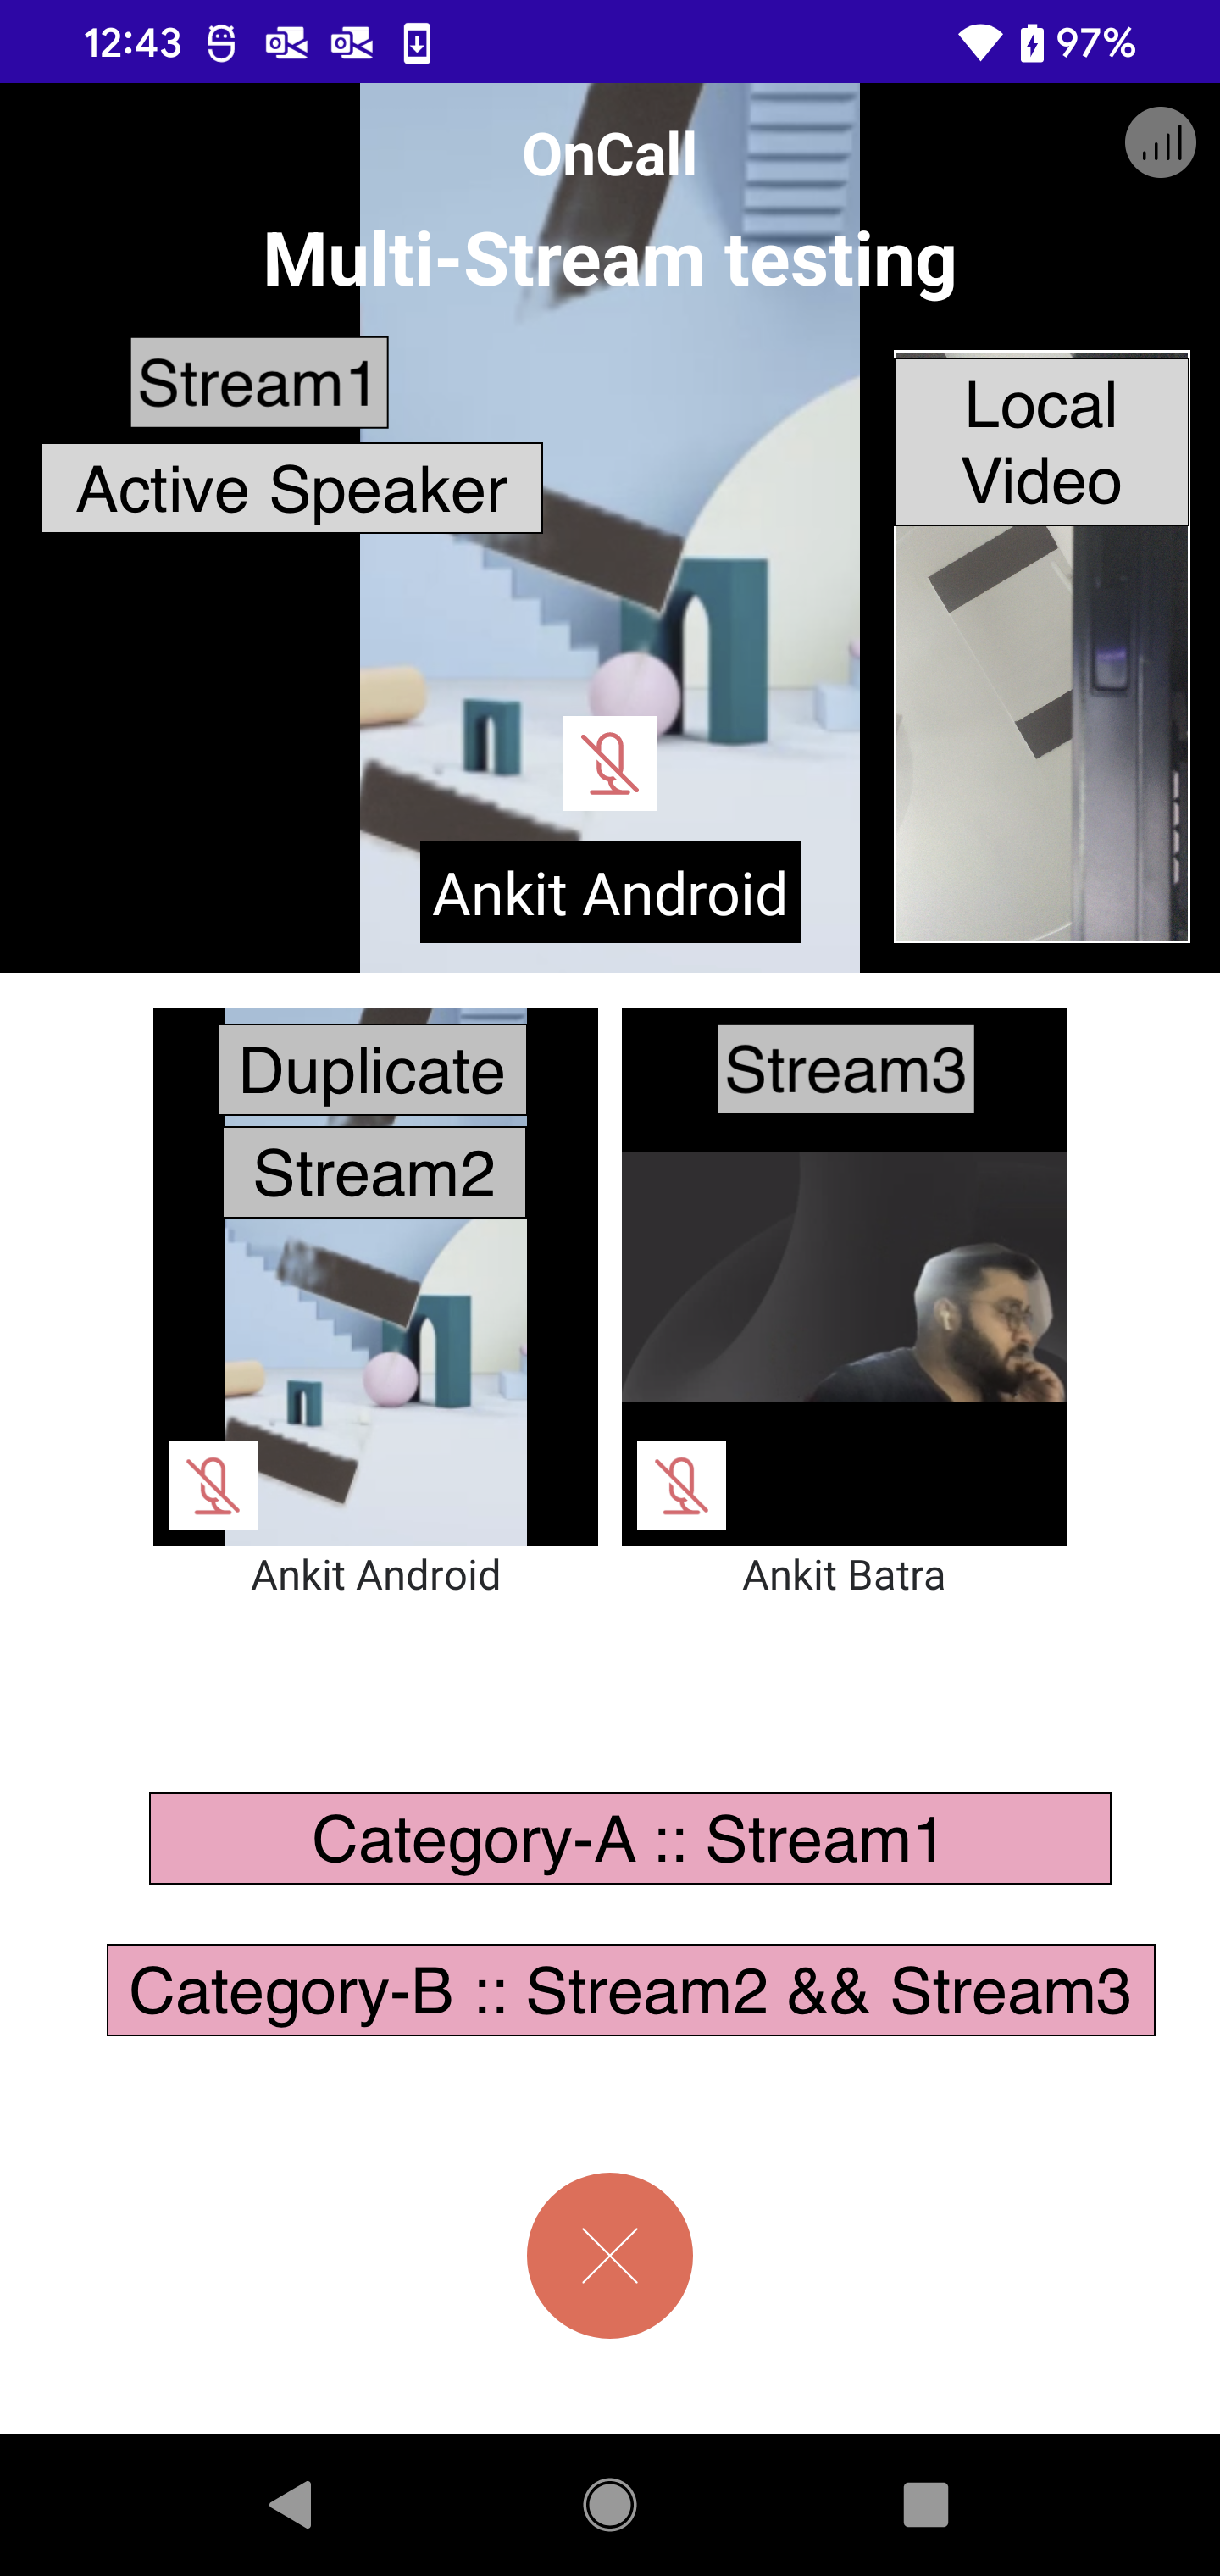 12:43
97%
OnCall
Multi-Stream testing
Stream1
Active Speaker
Local
Video
Ankit Android
Duplicate
Stream2
Stream3
Ankit Android
Ankit Batra
Category-A :: Stream1
Category-B :: Stream2 && Stream3